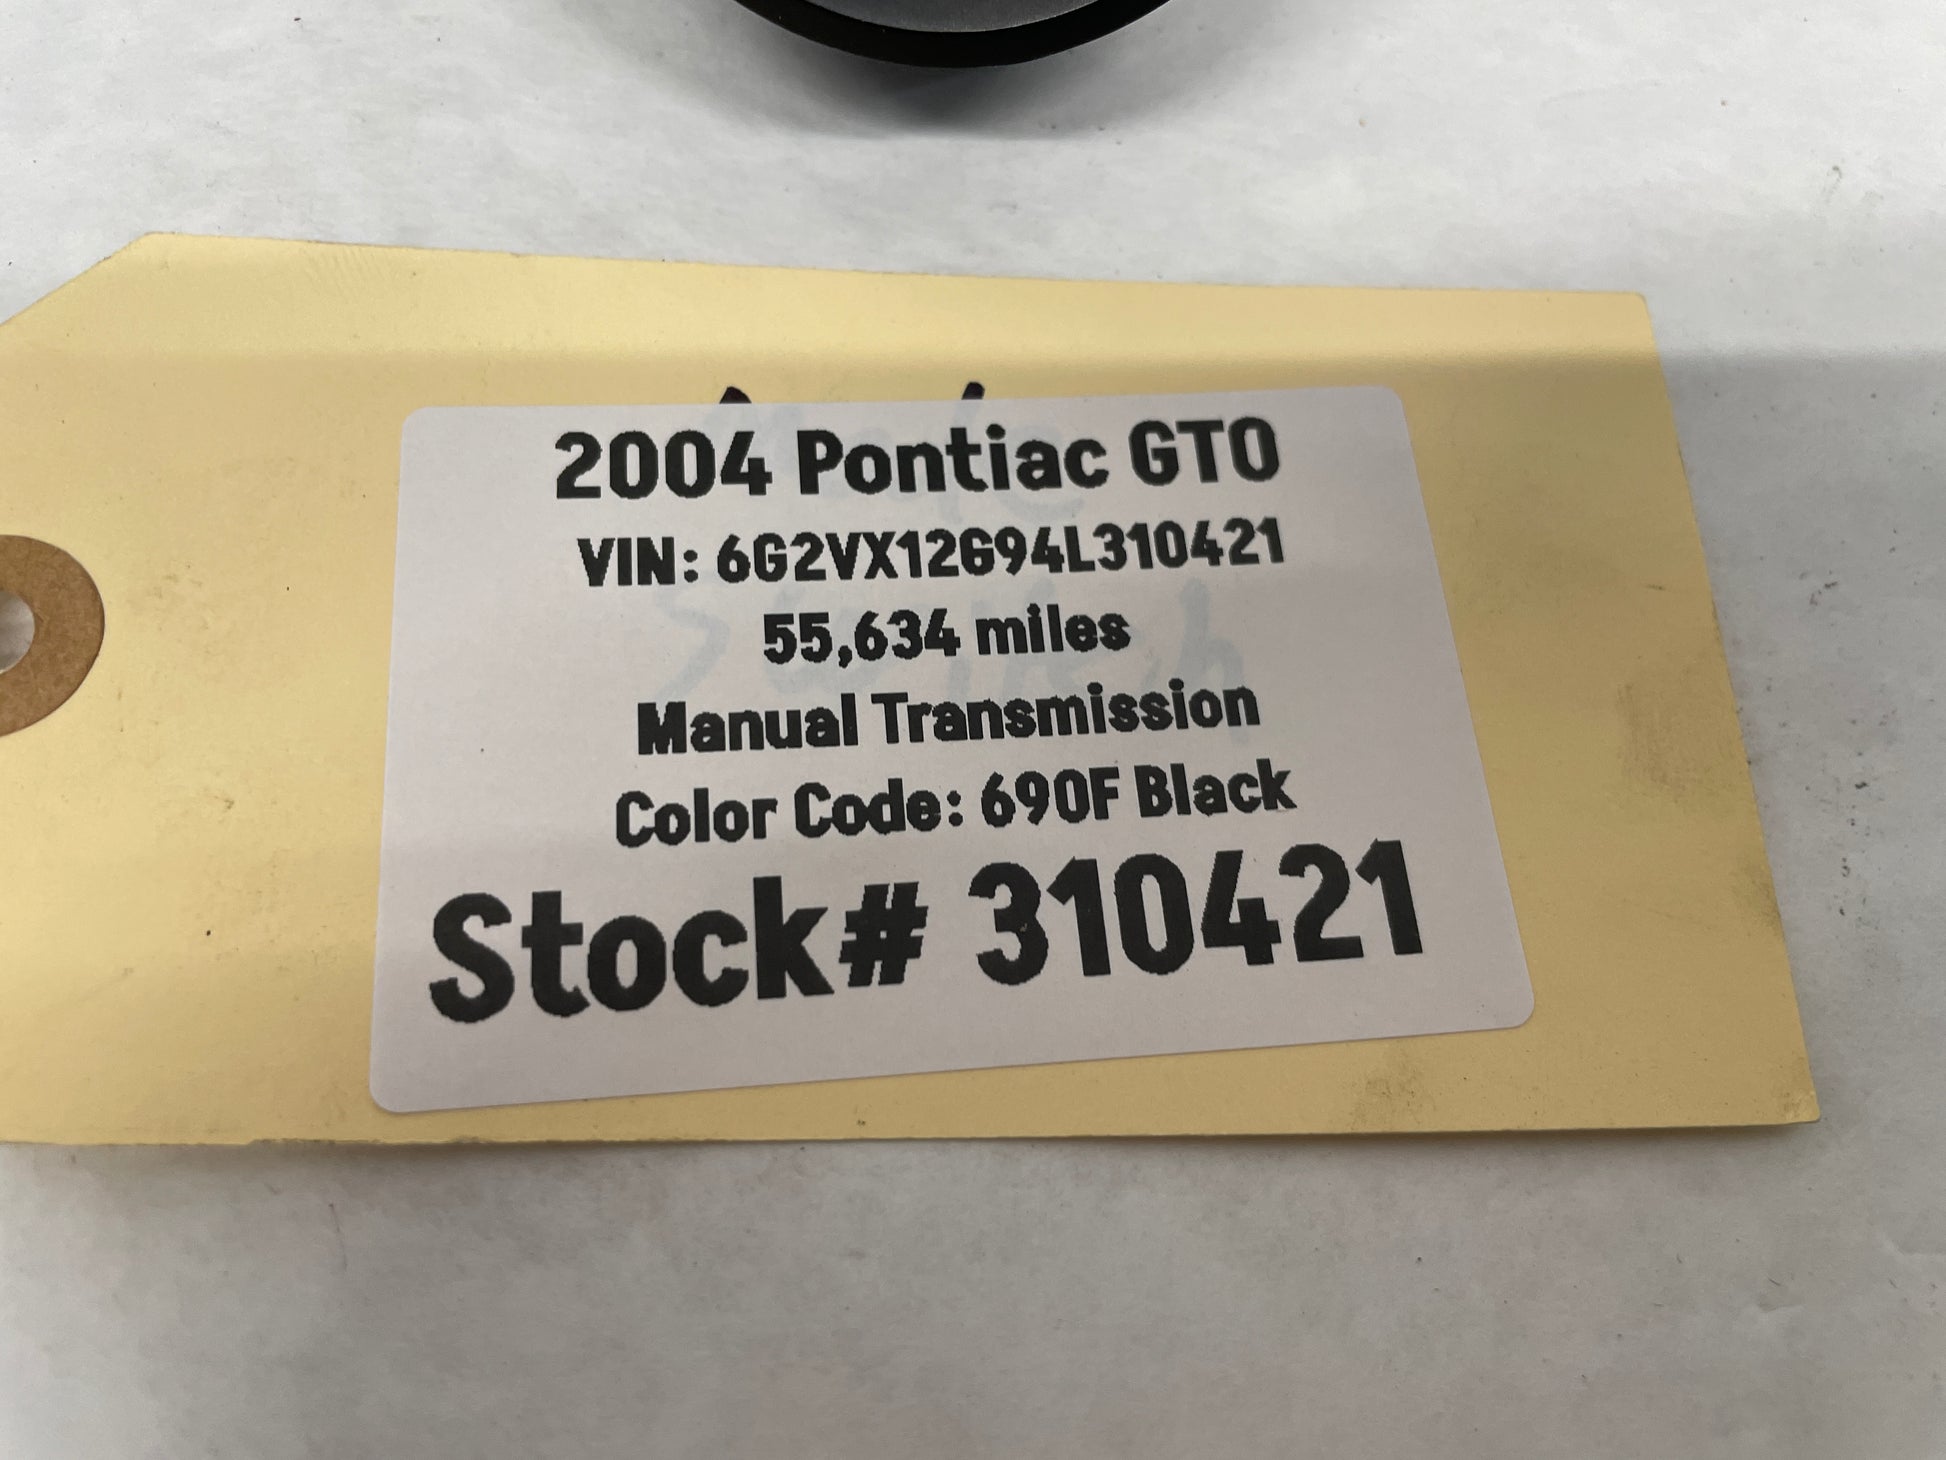 2004 Pontiac GTO
VIN: 6G2VX12G94L310421
55,634 miles
Manual Transmission
Color Code: 690F Black
Stock# 310421